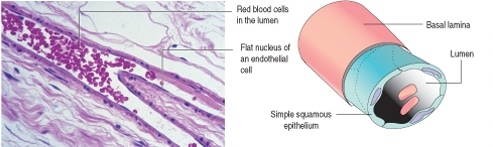 Red blood cells
in the lumen
Flat nucleus of
an endothelial
cell
Basal lamina
Lumen
Simple squamous
epithelium